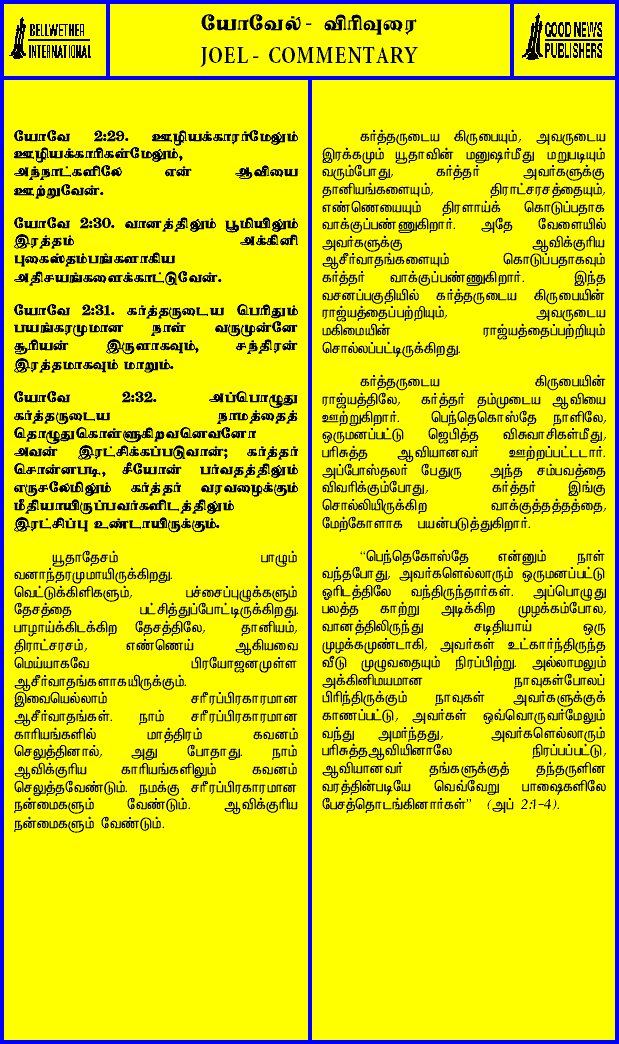 BELLWETHER
INTERNATIONAL
யோவேல் - விரிவுரை
JOEL - COMMENTARY
GOOD NEWS
PUBLISHERS
யோவே 2:29. ஊழியக்காரர்மேலும்
ஊழியக்காரிகள்மேலும்,
அந்நாட்களிலே என் ஆவியை
ஊற்றுவேன்.
யோவே 2:30. வானத்திலும் பூமியிலும்
இரத்தம் அக்கினி
புகைஸ்தம்பங்களாகிய
அதிசயங்களைக்காட்டுவேன்.
யோவே 2:31. கர்த்தருடைய பெரிதும்
பயங்கரமுமான நாள் வருமுன்னே
சூரியன் இருளாகவும், சந்திரன்
இரத்தமாகவும் மாறும்.
யோவே 2:32. அப்பொழுது
கர்த்தருடைய நாமத்தைத்
தொழுதுகொள்ளுகிறவனெவனோ
அவன் இரட்சிக்கப்படுவான்; கர்த்தர்
சொன்னபடி, சீயோன் பர்வதத்திலும்
எருசலேமிலும் கர்த்தர் வரவழைக்கும்
மீதியாயிருப்பவர்களிடத்திலும்
இரட்சிப்பு உண்டாயிருக்கும்.
யூதாதேசம் பாழும்
வனாந்தரமுமாயிருக்கிறது.
வெட்டுக்கிளிகளும், பச்சைப்புழுக்களும்
தேசத்தை பட்சித்துப்போட்டிருக்கிறது.
பாழாய்க்கிடக்கிற தேசத்திலே, தானியம்,
திராட்சரசம், எண்ணெய் ஆகியவை
மெய்யாகவே பிரயோஜனமுள்ள
ஆசீர்வாதங்களாகயிருக்கும்.
இவையெல்லாம் சரீரப்பிரகாரமான
ஆசீர்வாதங்கள். நாம் சரீரப்பிரகாரமான
காரியங்களில் மாத்திரம் கவனம்
செலுத்தினால், அது போதாது. நாம்
ஆவிக்குரிய காரியங்களிலும் கவனம்
செலுத்தவேண்டும். நமக்கு சரீரப்பிரகாரமான
நன்மைகளும் வேண்டும். ஆவிக்குரிய
நன்மைகளும் வேண்டும்.
கர்த்தருடைய கிருபையும், அவருடைய
இரக்கமும் யூதாவின் மனுஷர்மீது மறுபடியும்
வரும்போது, கர்த்தர் அவர்களுக்கு
தானியங்களையும், திராட்சரசத்தையும்,
எண்ணெயையும் திரளாய்க் கொடுப்பதாக
வாக்குப்பண்ணுகிறார். அதே வேளையில்
அவர்களுக்கு ஆவிக்குரிய
ஆசீர்வாதங்களையும் கொடுப்பதாகவும்
கர்த்தர் வாக்குப்பண்ணுகிறார். இந்த
வசனப்பகுதியில் கர்த்தருடைய கிருபையின்
ராஜ்யத்தைப்பற்றியும், அவருடைய
மகிமையின் ராஜ்யத்தைப்பற்றியும்
சொல்லப்பட்டிருக்கிறது.
கர்த்தருடைய கிருபையின்
ராஜ்யத்திலே, கர்த்தர் தம்முடைய ஆவியை
ஊற்றுகிறார். பெந்தெகொஸ்தே நாளிலே,
ஒருமனப்பட்டு ஜெபித்த விசுவாசிகள்மீது,
பரிசுத்த ஆவியானவர் ஊற்றப்பட்டார்.
அப்போஸ்தலர் பேதுரு அந்த சம்பவத்தை
விவரிக்கும்போது, கர்த்தர் இங்கு
சொல்லியிருக்கிற வாக்குத்தத்தத்தை,
மேற்கோளாக பயன்படுத்துகிறார்.
“பெந்தெகோஸ்தே என்னும் நாள்
வந்தபோது, அவர்களெல்லாரும் ஒருமனப்பட்டு
ஓரிடத்திலே வந்திருந்தார்கள். அப்பொழுது
பலத்த காற்று அடிக்கிற முழக்கம்போல,
வானத்திலிருந்து சடிதியாய் ஒரு
முழக்கமுண்டாகி, அவர்கள் உட்கார்ந்திருந்த
வீடு முழுவதையும் நிரப்பிற்று. அல்லாமலும்
அக்கினிமயமான நாவுகள்போலப்
பிரிந்திருக்கும் நாவுகள் அவர்களுக்குக்
காணப்பட்டு, அவர்கள் ஒவ்வொருவர்மேலும்
வந்து அமர்ந்தது, அவர்களெல்லாரும்
பரிசுத்தஆவியினாலே நிரப்பப்பட்டு,
ஆவியானவர் தங்களுக்குத் தந்தருளின
வரத்தின்படியே வெவ்வேறு பாஷைகளிலே
பேசத்தொடங்கினார்கள்” (அப் 2:1-4).